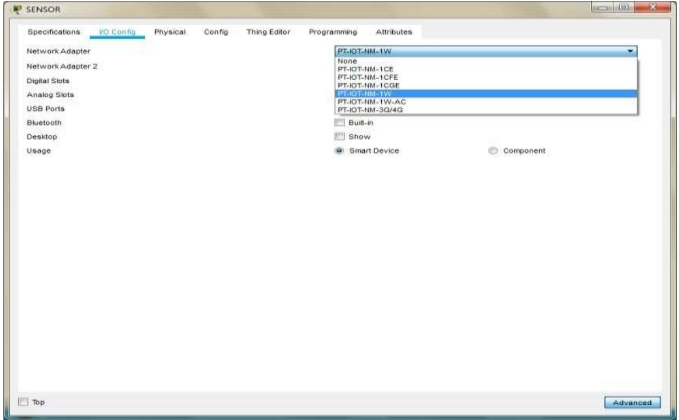 SENSOR
Specifications I/O Config Physical Config Thing Editor Programming Attributes
Network Adapter PT-IOT-NM-1W
None
Network Adapter 2 PT-IOT-NM-1CE
PT-IOT-NM-1CFE
Digital Slots PT-IOT-NM-1CGE
Analog Slots PT-IOT-NM-1W
PT-IOT-NM-1W-AC
USB Ports PT-IOT-NM-3G/4G
Bluetooth Built-in
Desktop Show
Usage Smart Device Component
Top Advanced